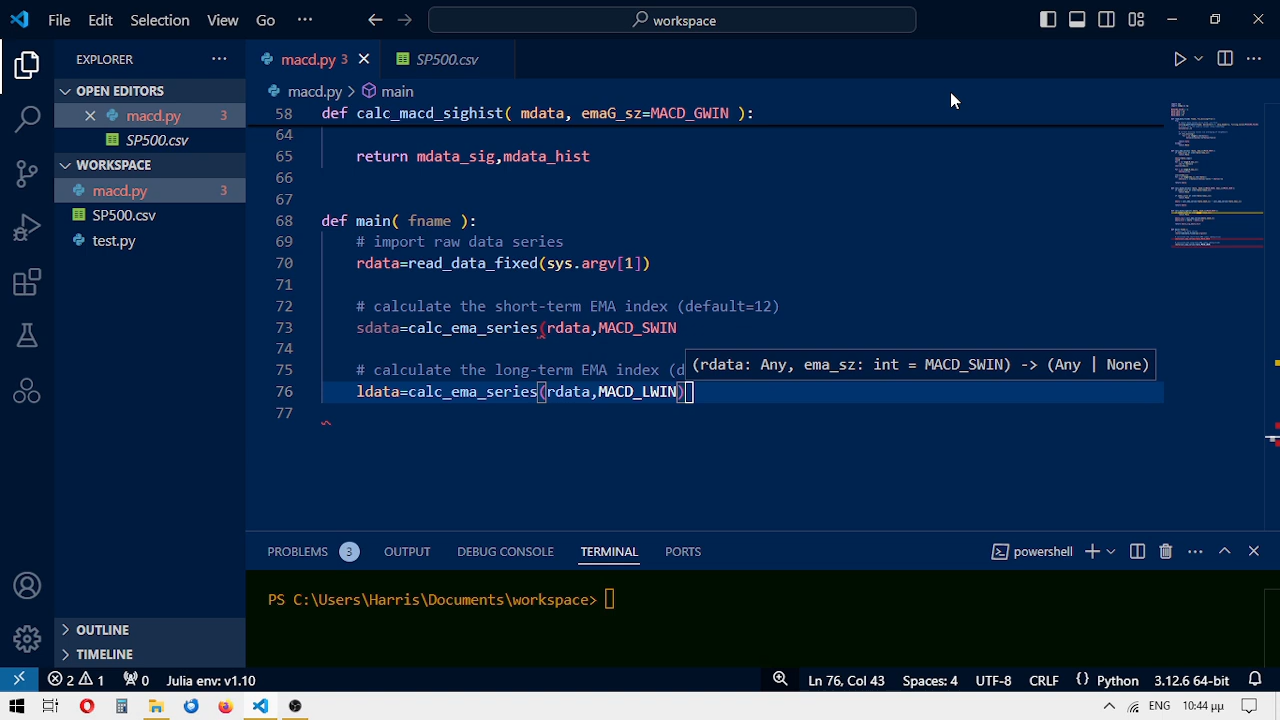 File Edit Selection View Go ··· workspace
EXPLORER
macd.py 3
SP500.csv
OPEN EDITORS
macd.py > main
macd.py 3
58 def calc_macd_sighist( mdata, emaG_sz=MACD_GWIN ):
SP500.csv
64
WORKSPACE
65 return mdata_sig,mdata_hist
macd.py 3
66
SP500.csv
67
test.py
68 def main( fname ):
69 # import raw data series
70 rdata=read_data_fixed(sys.argv[1])
71
72 # calculate the short-term EMA index (default=12)
73 sdata=calc_ema_series(rdata,MACD_SWIN
74
(rdata: Any, ema_sz: int = MACD_SWIN) -> (Any | None)
75 # calculate the long-term EMA index (d
76 ldata=calc_ema_series(rdata,MACD_LWIN)
77
PROBLEMS 3 OUTPUT DEBUG CONSOLE TERMINAL PORTS powershell
PS C:\Users\Harris\Documents\workspace>
OUTLINE
TIMELINE
2 1 0 Julia env: v1.10 Ln 76, Col 43 Spaces: 4 UTF-8 CRLF {} Python 3.12.6 64-bit
ENG 10:44 μμ